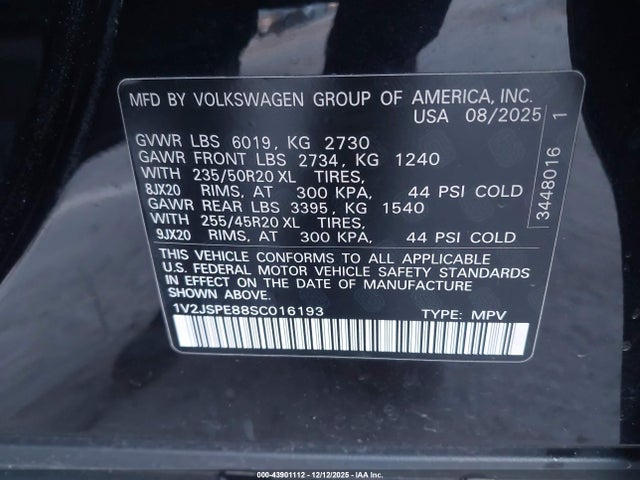 MFD BY VOLKSWAGEN GROUP OF AMERICA, INC.
USA 08/2025
GVWR LBS 6019, KG 2730
GAWR FRONT LBS 2734, KG 1240
WITH 235/50R20 XL TIRES,
8JX20 RIMS, AT 300 KPA, 44 PSI COLD
GAWR REAR LBS 3395, KG 1540
WITH 255/45R20 XL TIRES,
9JX20 RIMS, AT 300 KPA, 44 PSI COLD
THIS VEHICLE CONFORMS TO ALL APPLICABLE
U.S. FEDERAL MOTOR VEHICLE SAFETY STANDARDS
IN EFFECT ON THE DATE OF MANUFACTURE
SHOWN ABOVE.
1V2JSPE88SC016193 TYPE: MPV
3448016 1
000-43901112 - 12/12/2025 - IAA Inc.